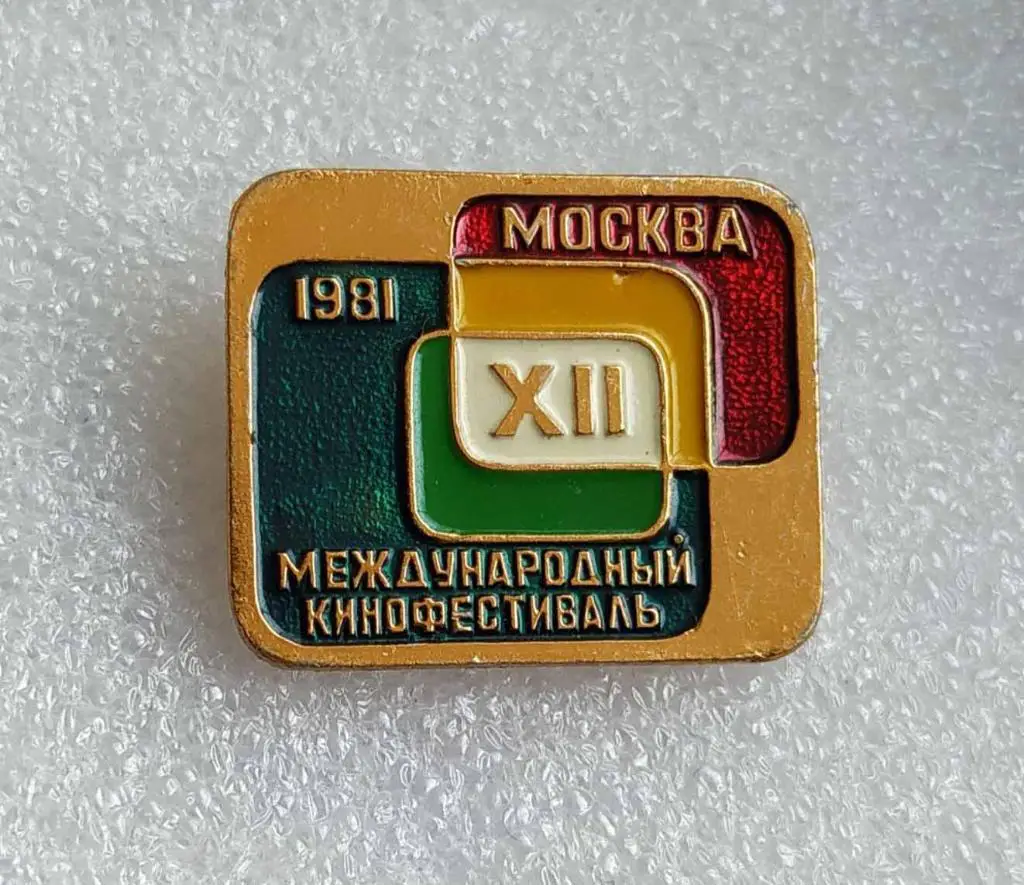 МОСКВА
1981
XII
МЕЖДУНАРОДНЫЙ
КИНОФЕСТИВАЛЬ